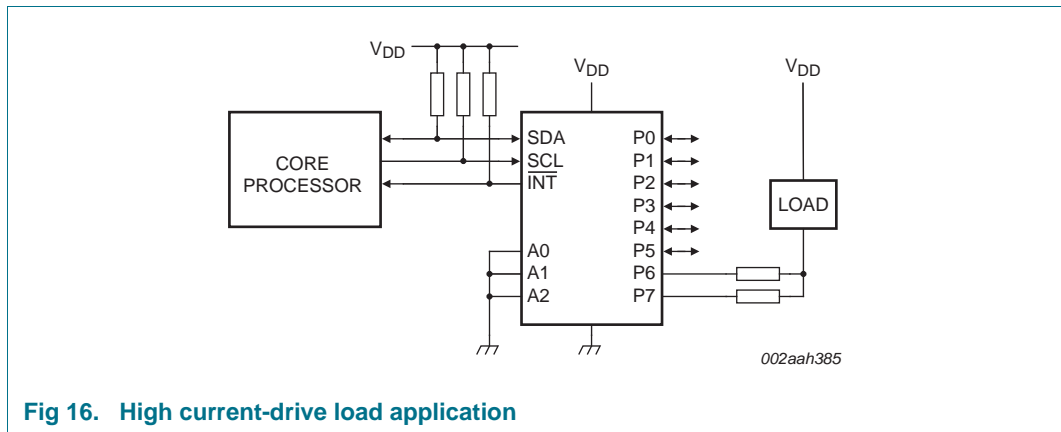 VDD
VDD
VDD
CORE
PROCESSOR
SDA
SCL
INT
A0
A1
A2
P0
P1
P2
P3
P4
P5
P6
P7
LOAD
002aah385
Fig 16. High current-drive load application